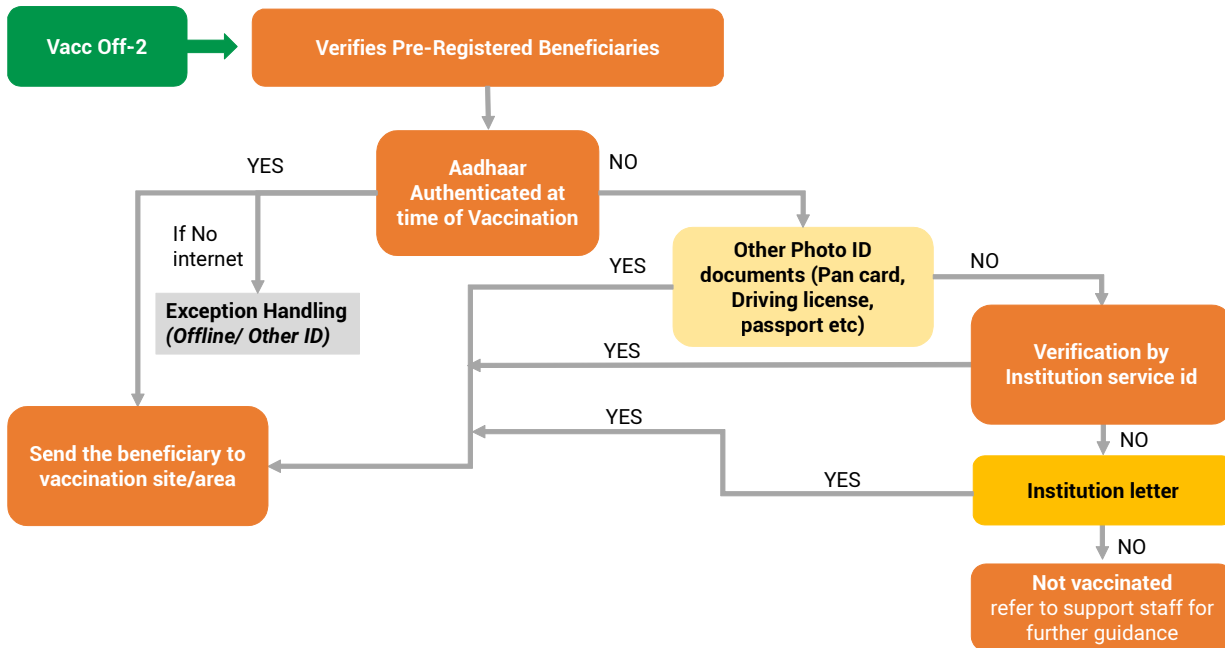 Vacc Off-2
Verifies Pre-Registered Beneficiaries
YES
Aadhaar
Authenticated at
time of Vaccination
NO
If No
internet
Exception Handling
(Offline/ Other ID)
YES
Other Photo ID
documents (Pan card,
Driving license,
passport etc)
NO
YES
Verification by
Institution service id
Send the beneficiary to
vaccination site/area
YES
NO
YES
Institution letter
NO
Not vaccinated
refer to support staff for
further guidance